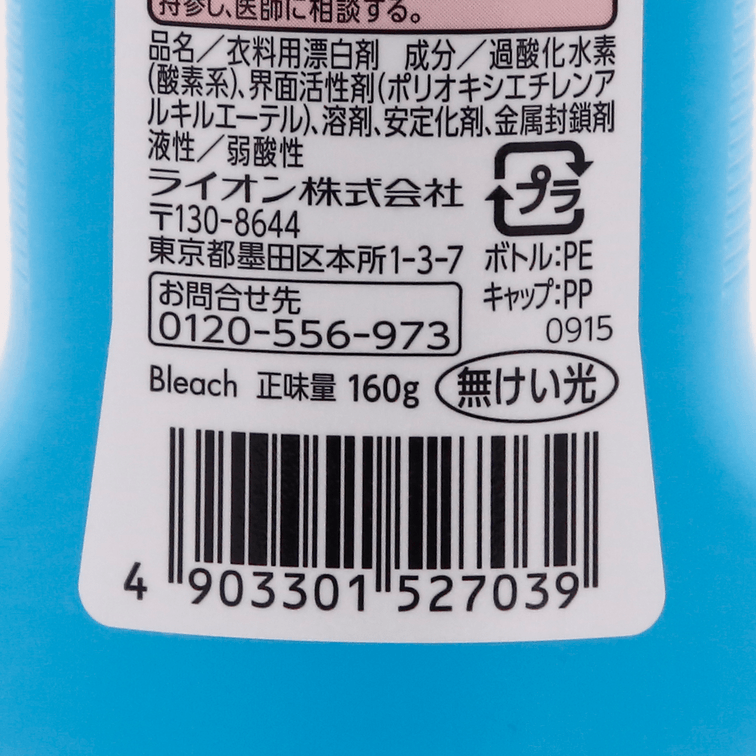 持参し、医師に相談する。
品名／衣料用漂白剤　成分／過酸化水素
(酸素系)、界面活性剤(ポリオキシエチレンア
ルキルエーテル)、溶剤、安定化剤、金属封鎖剤
液性／弱酸性
ライオン株式会社
〒130-8644
東京都墨田区本所1-3-7
プラ
ボトル:PE
キャップ:PP
0915
お問合せ先
0120-556-973
Bleach 正味量 160g 無けい光
4 903301 527039